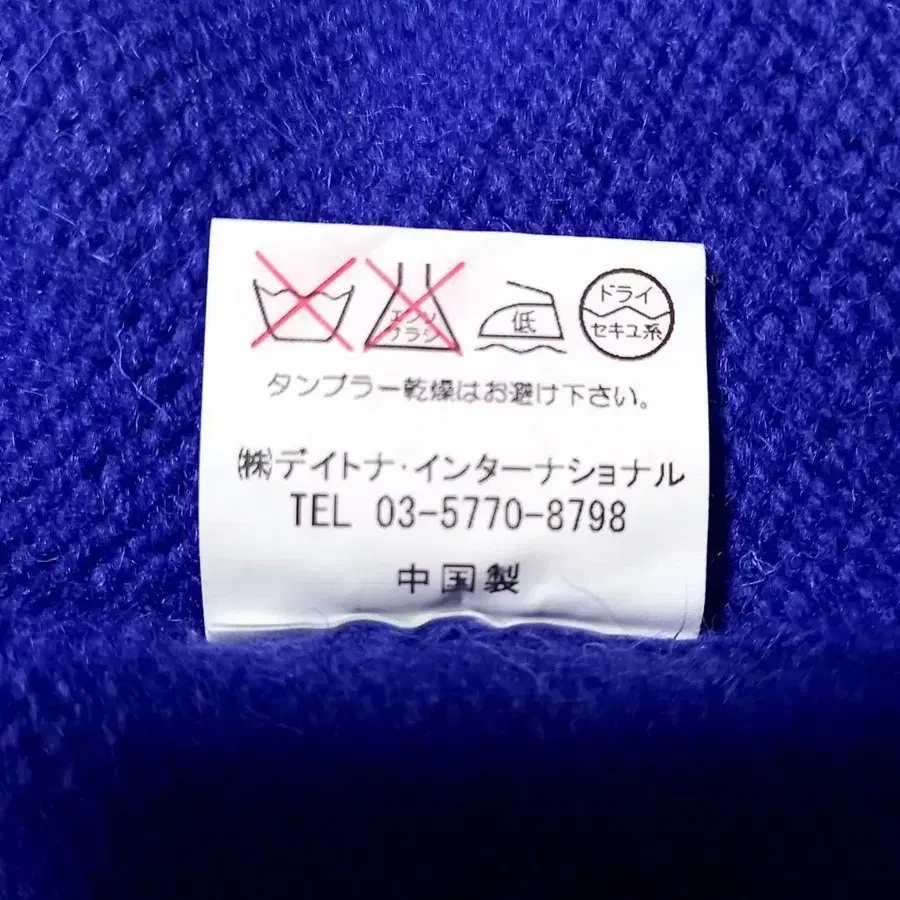 エンソ
サラシ
低
ドライ
セキユ系
タンブラー乾燥はお避け下さい。
㈱デイトナ・インターナショナル
TEL 03-5770-8798
中国製